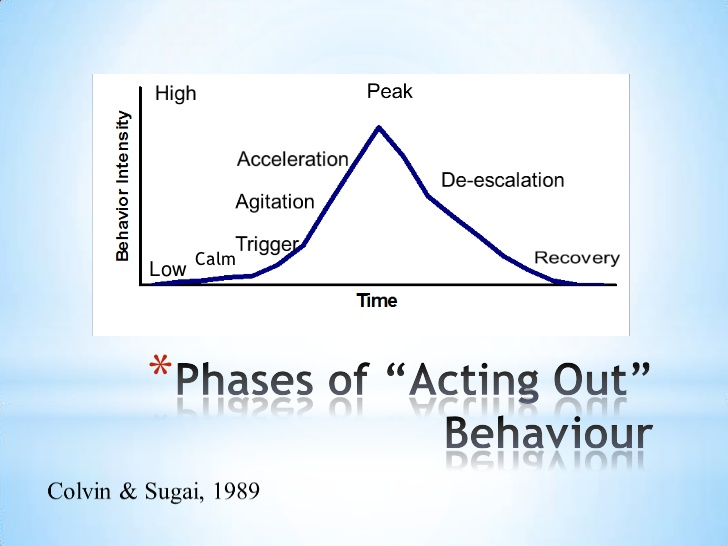 High
Peak
Behavior Intensity
Acceleration
De-escalation
Agitation
Trigger
Calm
Low
Recovery
Time
*Phases of “Acting Out”
Behaviour
Colvin & Sugai, 1989